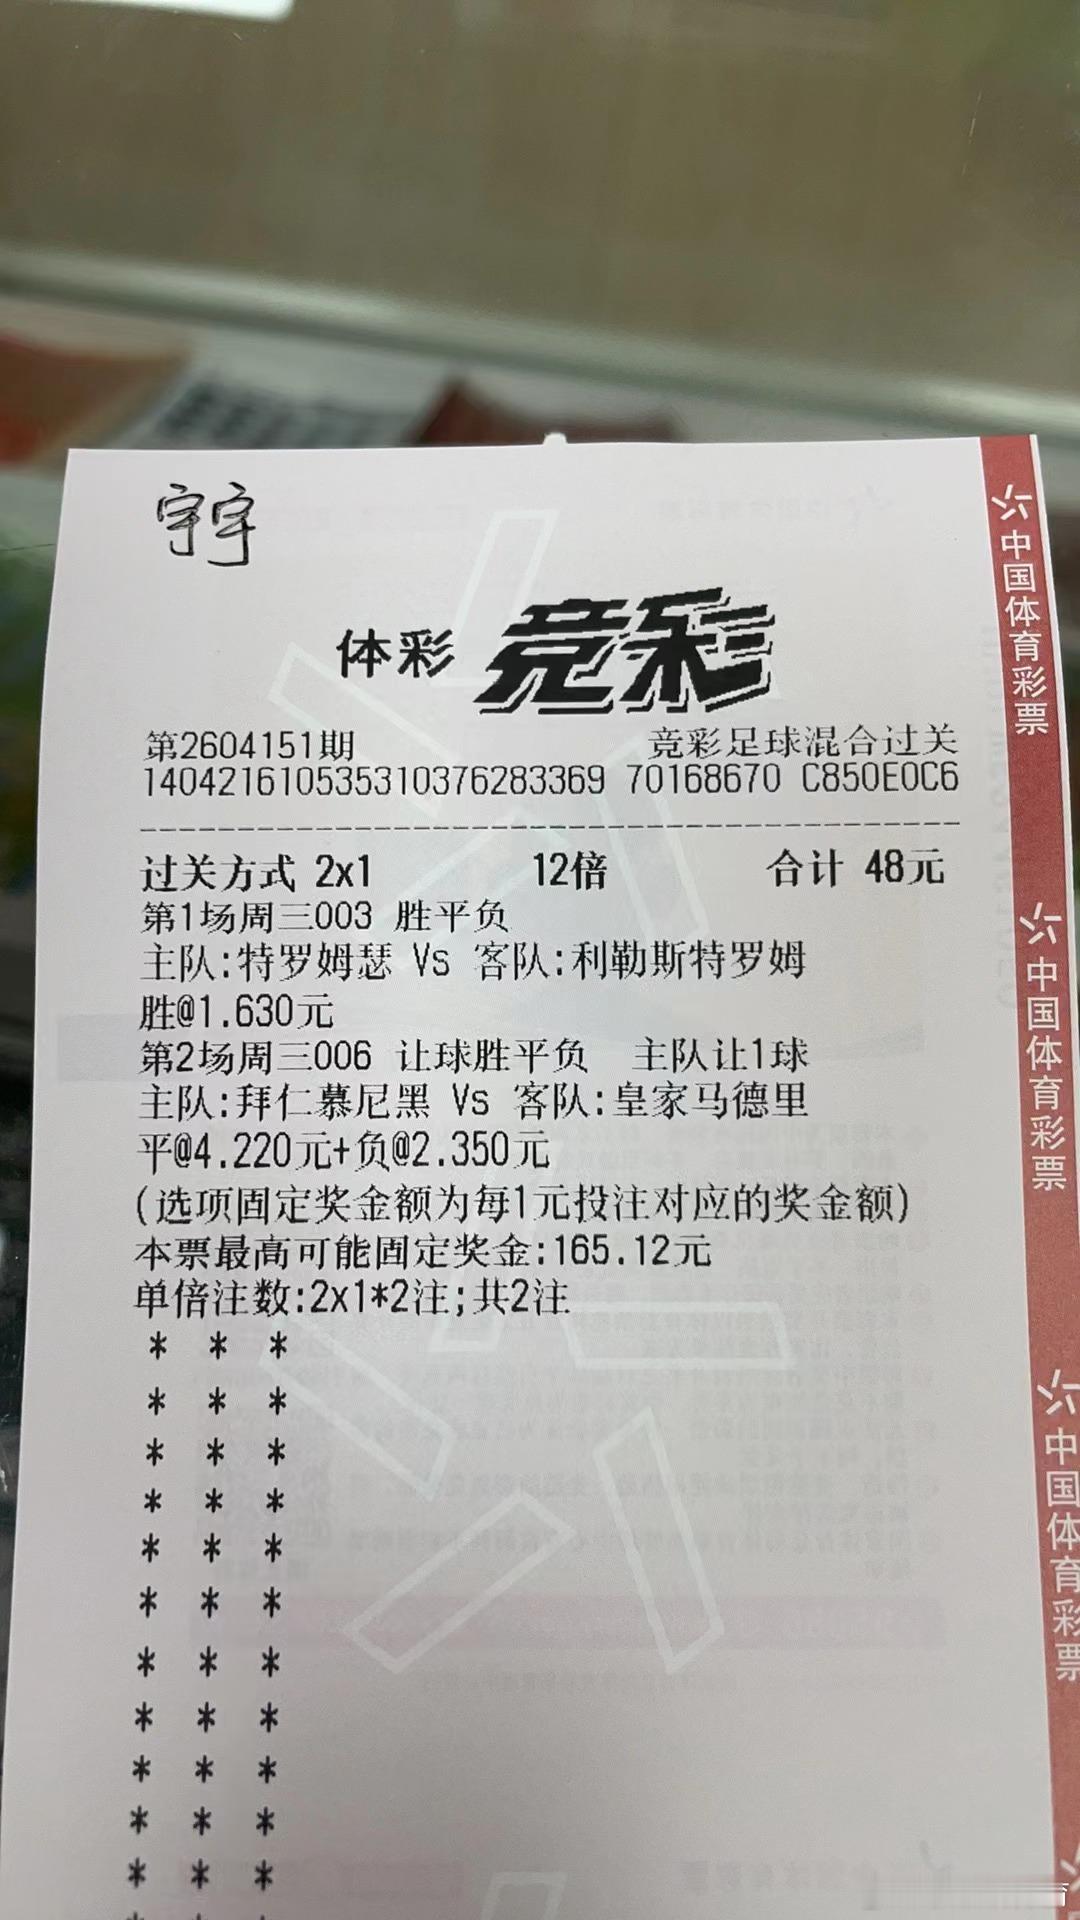 宇宇
体彩 竞彩
第2604151期 竞彩足球混合过关
140421610535310376283369 70168670 C850E0C6
过关方式 2x1 12倍 合计 48元
第1场周三003 胜平负
主队:特罗姆瑟 Vs 客队:利勒斯特罗姆
胜@1.630元
第2场周三006 让球胜平负 主队让1球
主队:拜仁慕尼黑 Vs 客队:皇家马德里
平@4.220元+负@2.350元
(选项固定奖金额为每1元投注对应的奖金额)
本票最高可能固定奖金:165.12元
单倍注数:2x1*2注;共2注
* * *
* * *
* * *
* * *
* * *
* * *
* * *
* * *
* * *
* * *
* * *
* * *
中国体育彩票
中国体育彩票
中国体育彩票